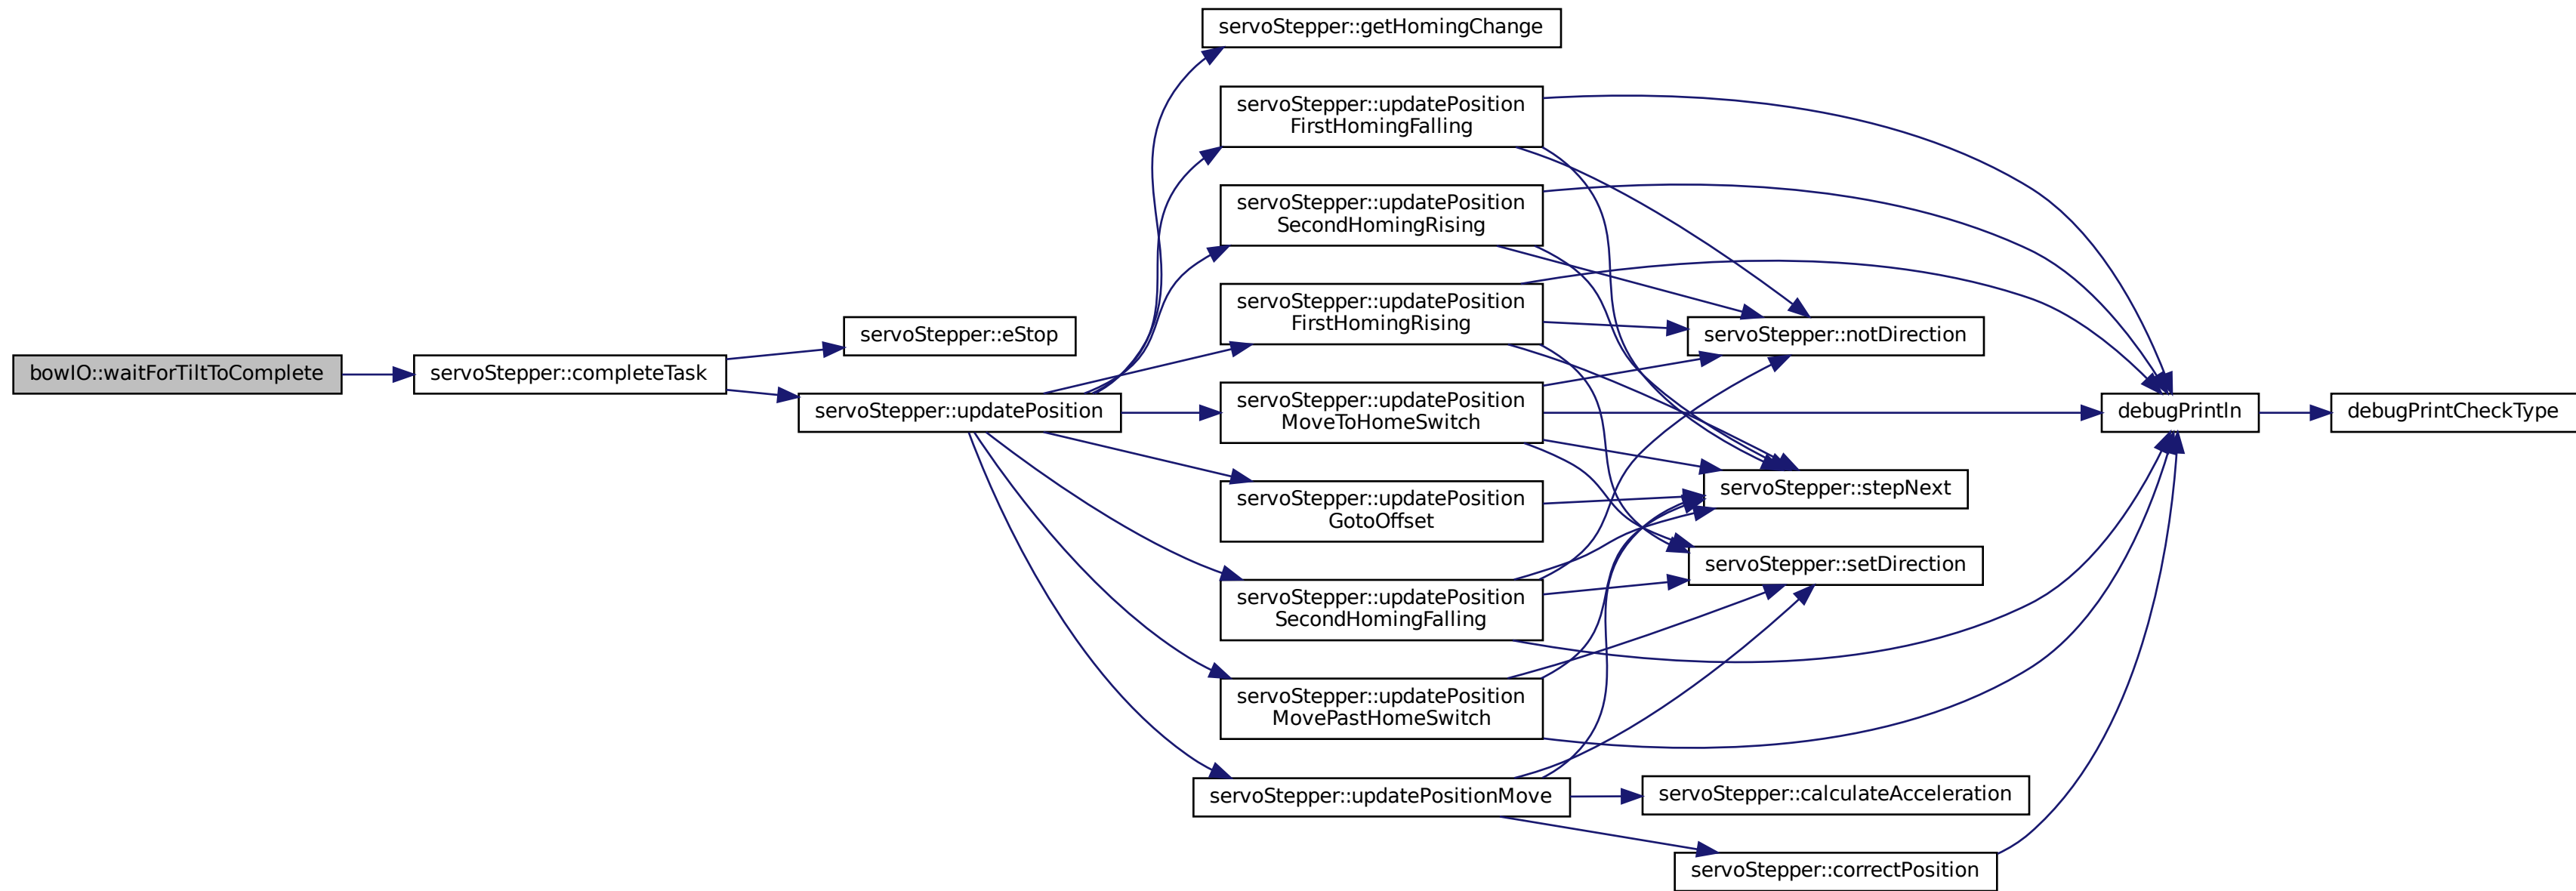 servoStepper::getHomingChange
servoStepper::updatePosition
FirstHomingFalling
servoStepper::updatePosition
SecondHomingRising
servoStepper::updatePosition
FirstHomingRising
servoStepper::notDirection
servoStepper::eStop
bowIO::waitForTiltToComplete
servoStepper::completeTask
servoStepper::updatePosition
servoStepper::updatePosition
MoveToHomeSwitch
debugPrintln
debugPrintCheckType
servoStepper::stepNext
servoStepper::updatePosition
GotoOffset
servoStepper::setDirection
servoStepper::updatePosition
SecondHomingFalling
servoStepper::updatePosition
MovePastHomeSwitch
servoStepper::updatePositionMove
servoStepper::calculateAcceleration
servoStepper::correctPosition